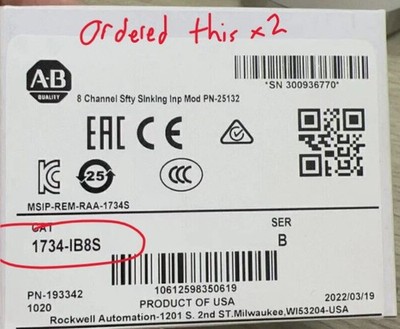 Ordered this x2
A-B
QUALITY
8 Channel Sfty Sinking Inp Mod PN-25132
*SN 300936770*
EAC CE
25
CCC
MSIP-REM-RAA-1734S
CAT
1734-IB8S
SER
B
10612598350619
PN-193342
1020
PRODUCT OF USA
2022/03/19
Rockwell Automation-1201 S. 2nd ST.Milwaukee,WI53204-USA